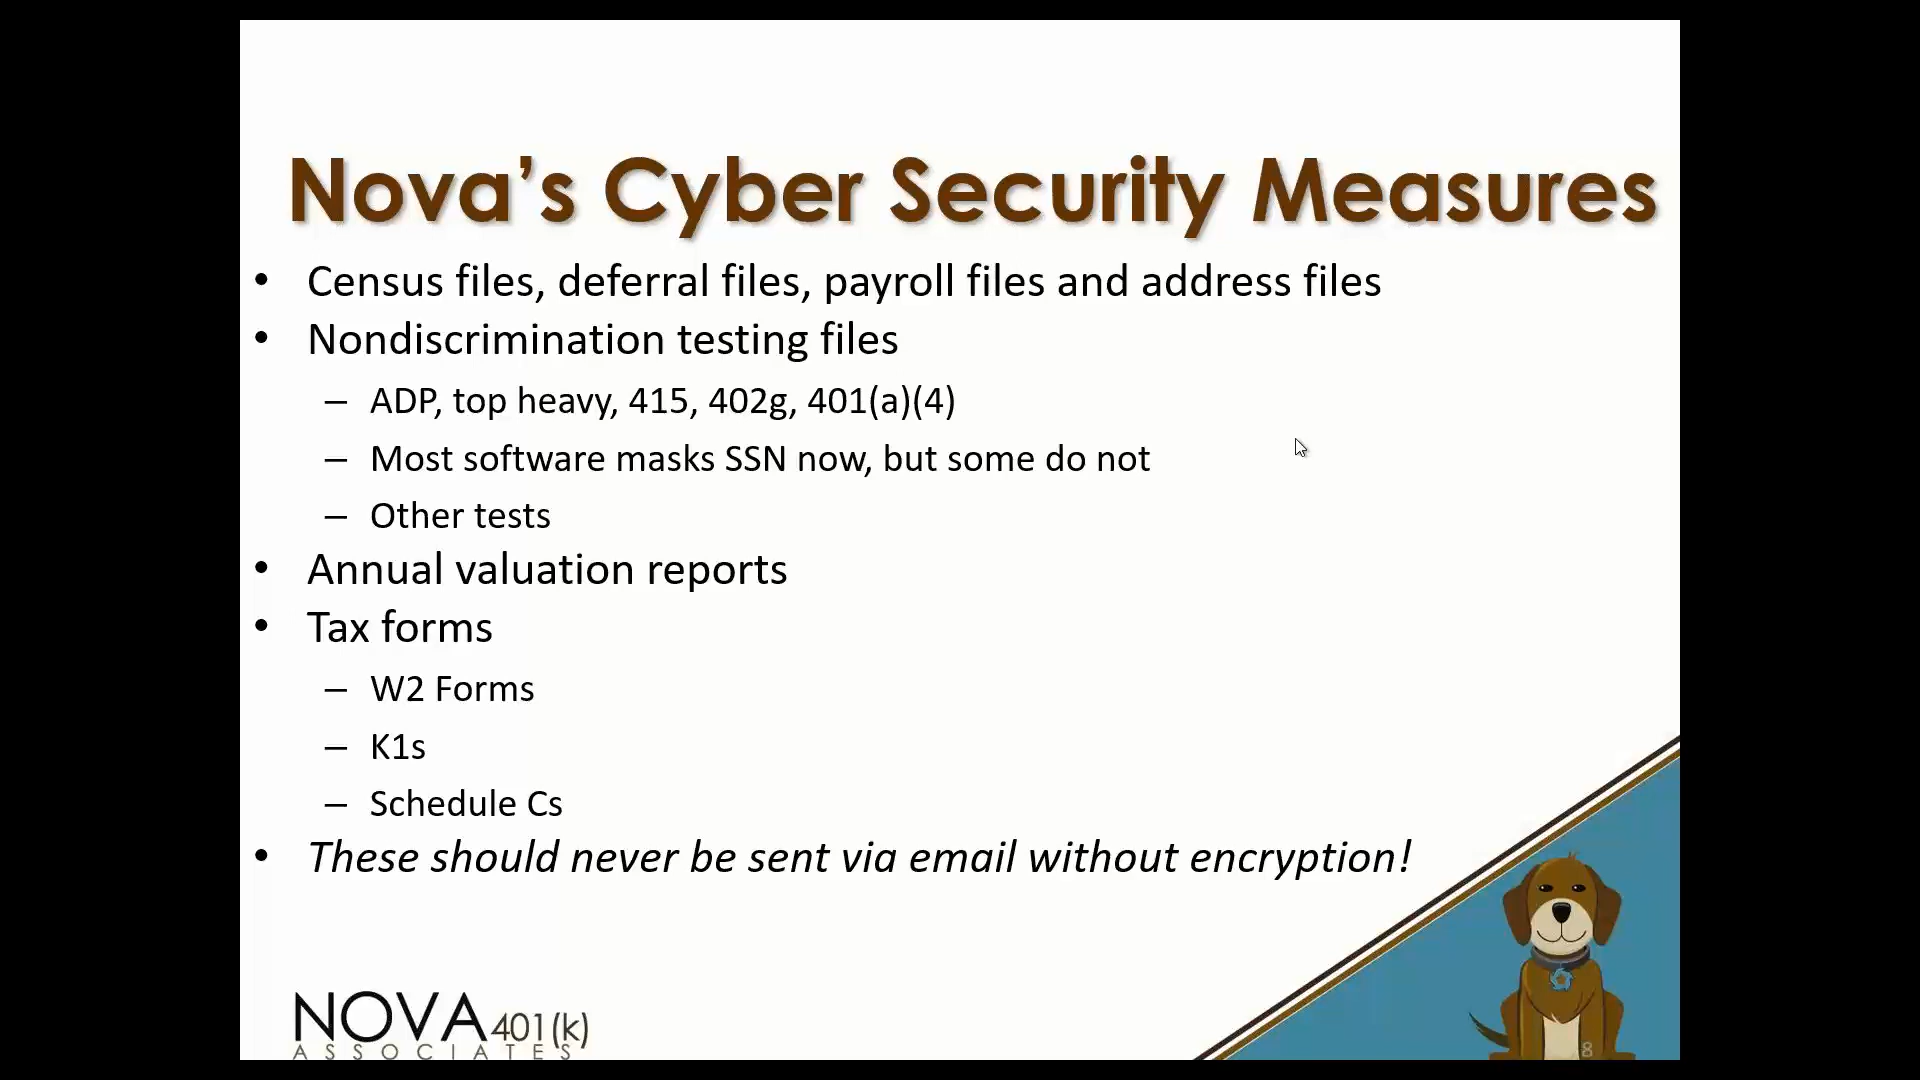 Nova’s Cyber Security Measures
• Census files, deferral files, payroll files and address files
• Nondiscrimination testing files
– ADP, top heavy, 415, 402g, 401(a)(4)
– Most software masks SSN now, but some do not
– Other tests
• Annual valuation reports
• Tax forms
– W2 Forms
– K1s
– Schedule Cs
• These should never be sent via email without encryption!
NOVA 401(k)
ASSOCIATES
8